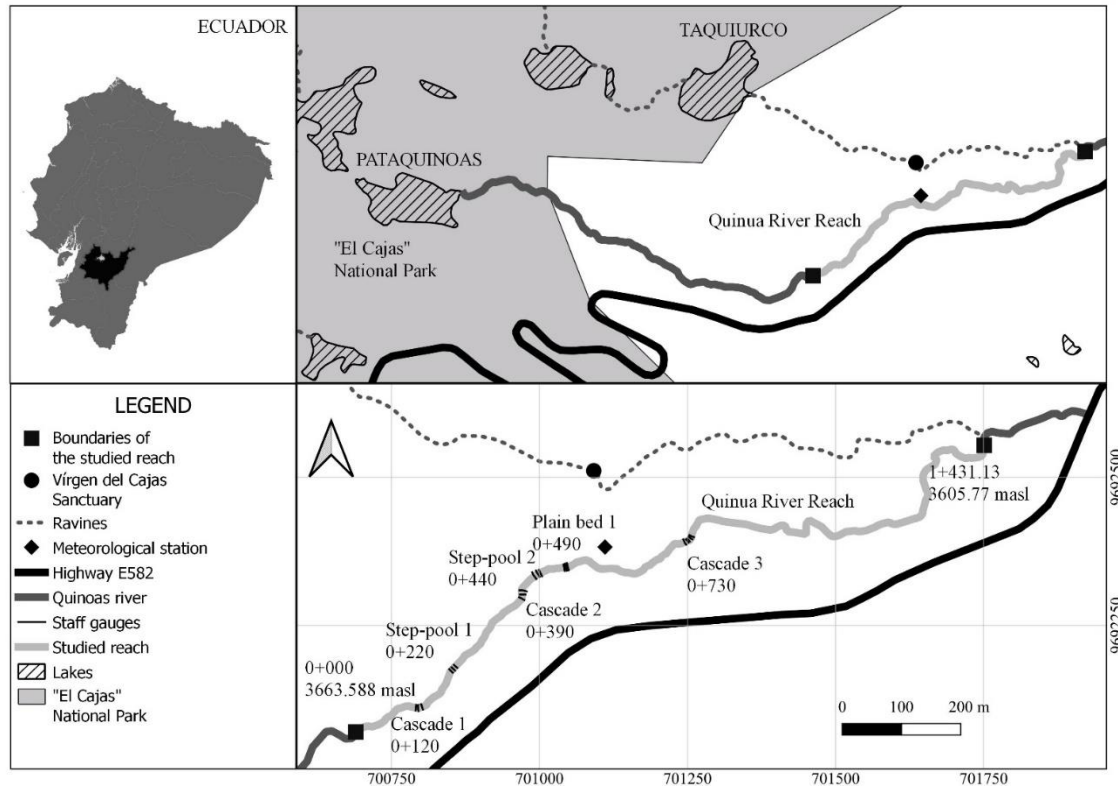 ECUADOR
TAQUIURCO
PATAQUINOAS
Quinua River Reach
"El Cajas"
National Park
LEGEND
Boundaries of
the studied reach
Vírgen del Cajas
Sanctuary
Ravines
Meteorological station
Highway E582
Quinoas river
Staff gauges
Studied reach
Lakes
"El Cajas"
National Park
1+431.13
3605.77 masl
Quinua River Reach
Plain bed 1
0+490
Step-pool 2
0+440
Cascade 3
0+730
Cascade 2
0+390
Step-pool 1
0+220
0+000
3663.588 masl
Cascade 1
0+120
0 100 200 m
9692500
9692250
700750 701000 701250 701500 701750